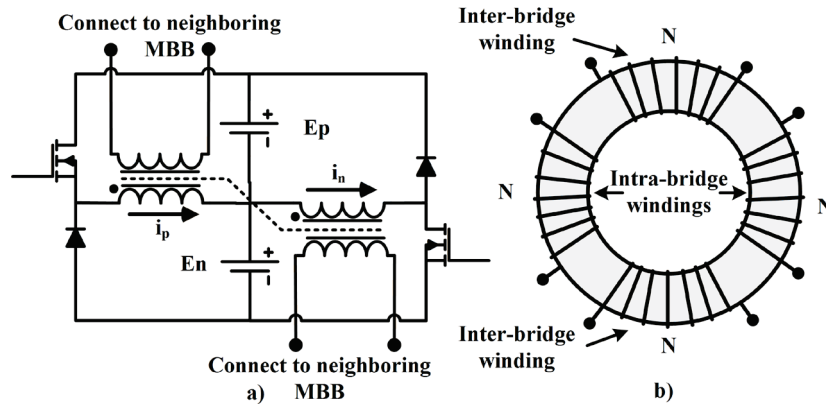 Connect to neighboring
MBB
+
Ep
in
ip
+
En
Connect to neighboring
MBB
a)
Inter-bridge
winding
N
N
Intra-bridge
windings
N
Inter-bridge
winding
N
b)